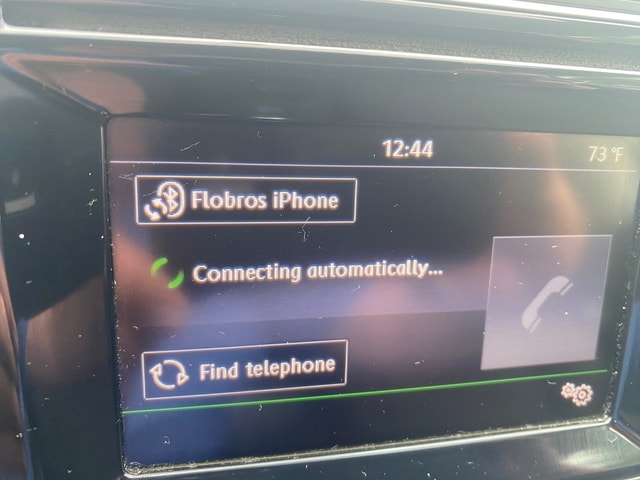 12:44
73 °F
Flobros iPhone
Connecting automatically...
Find telephone